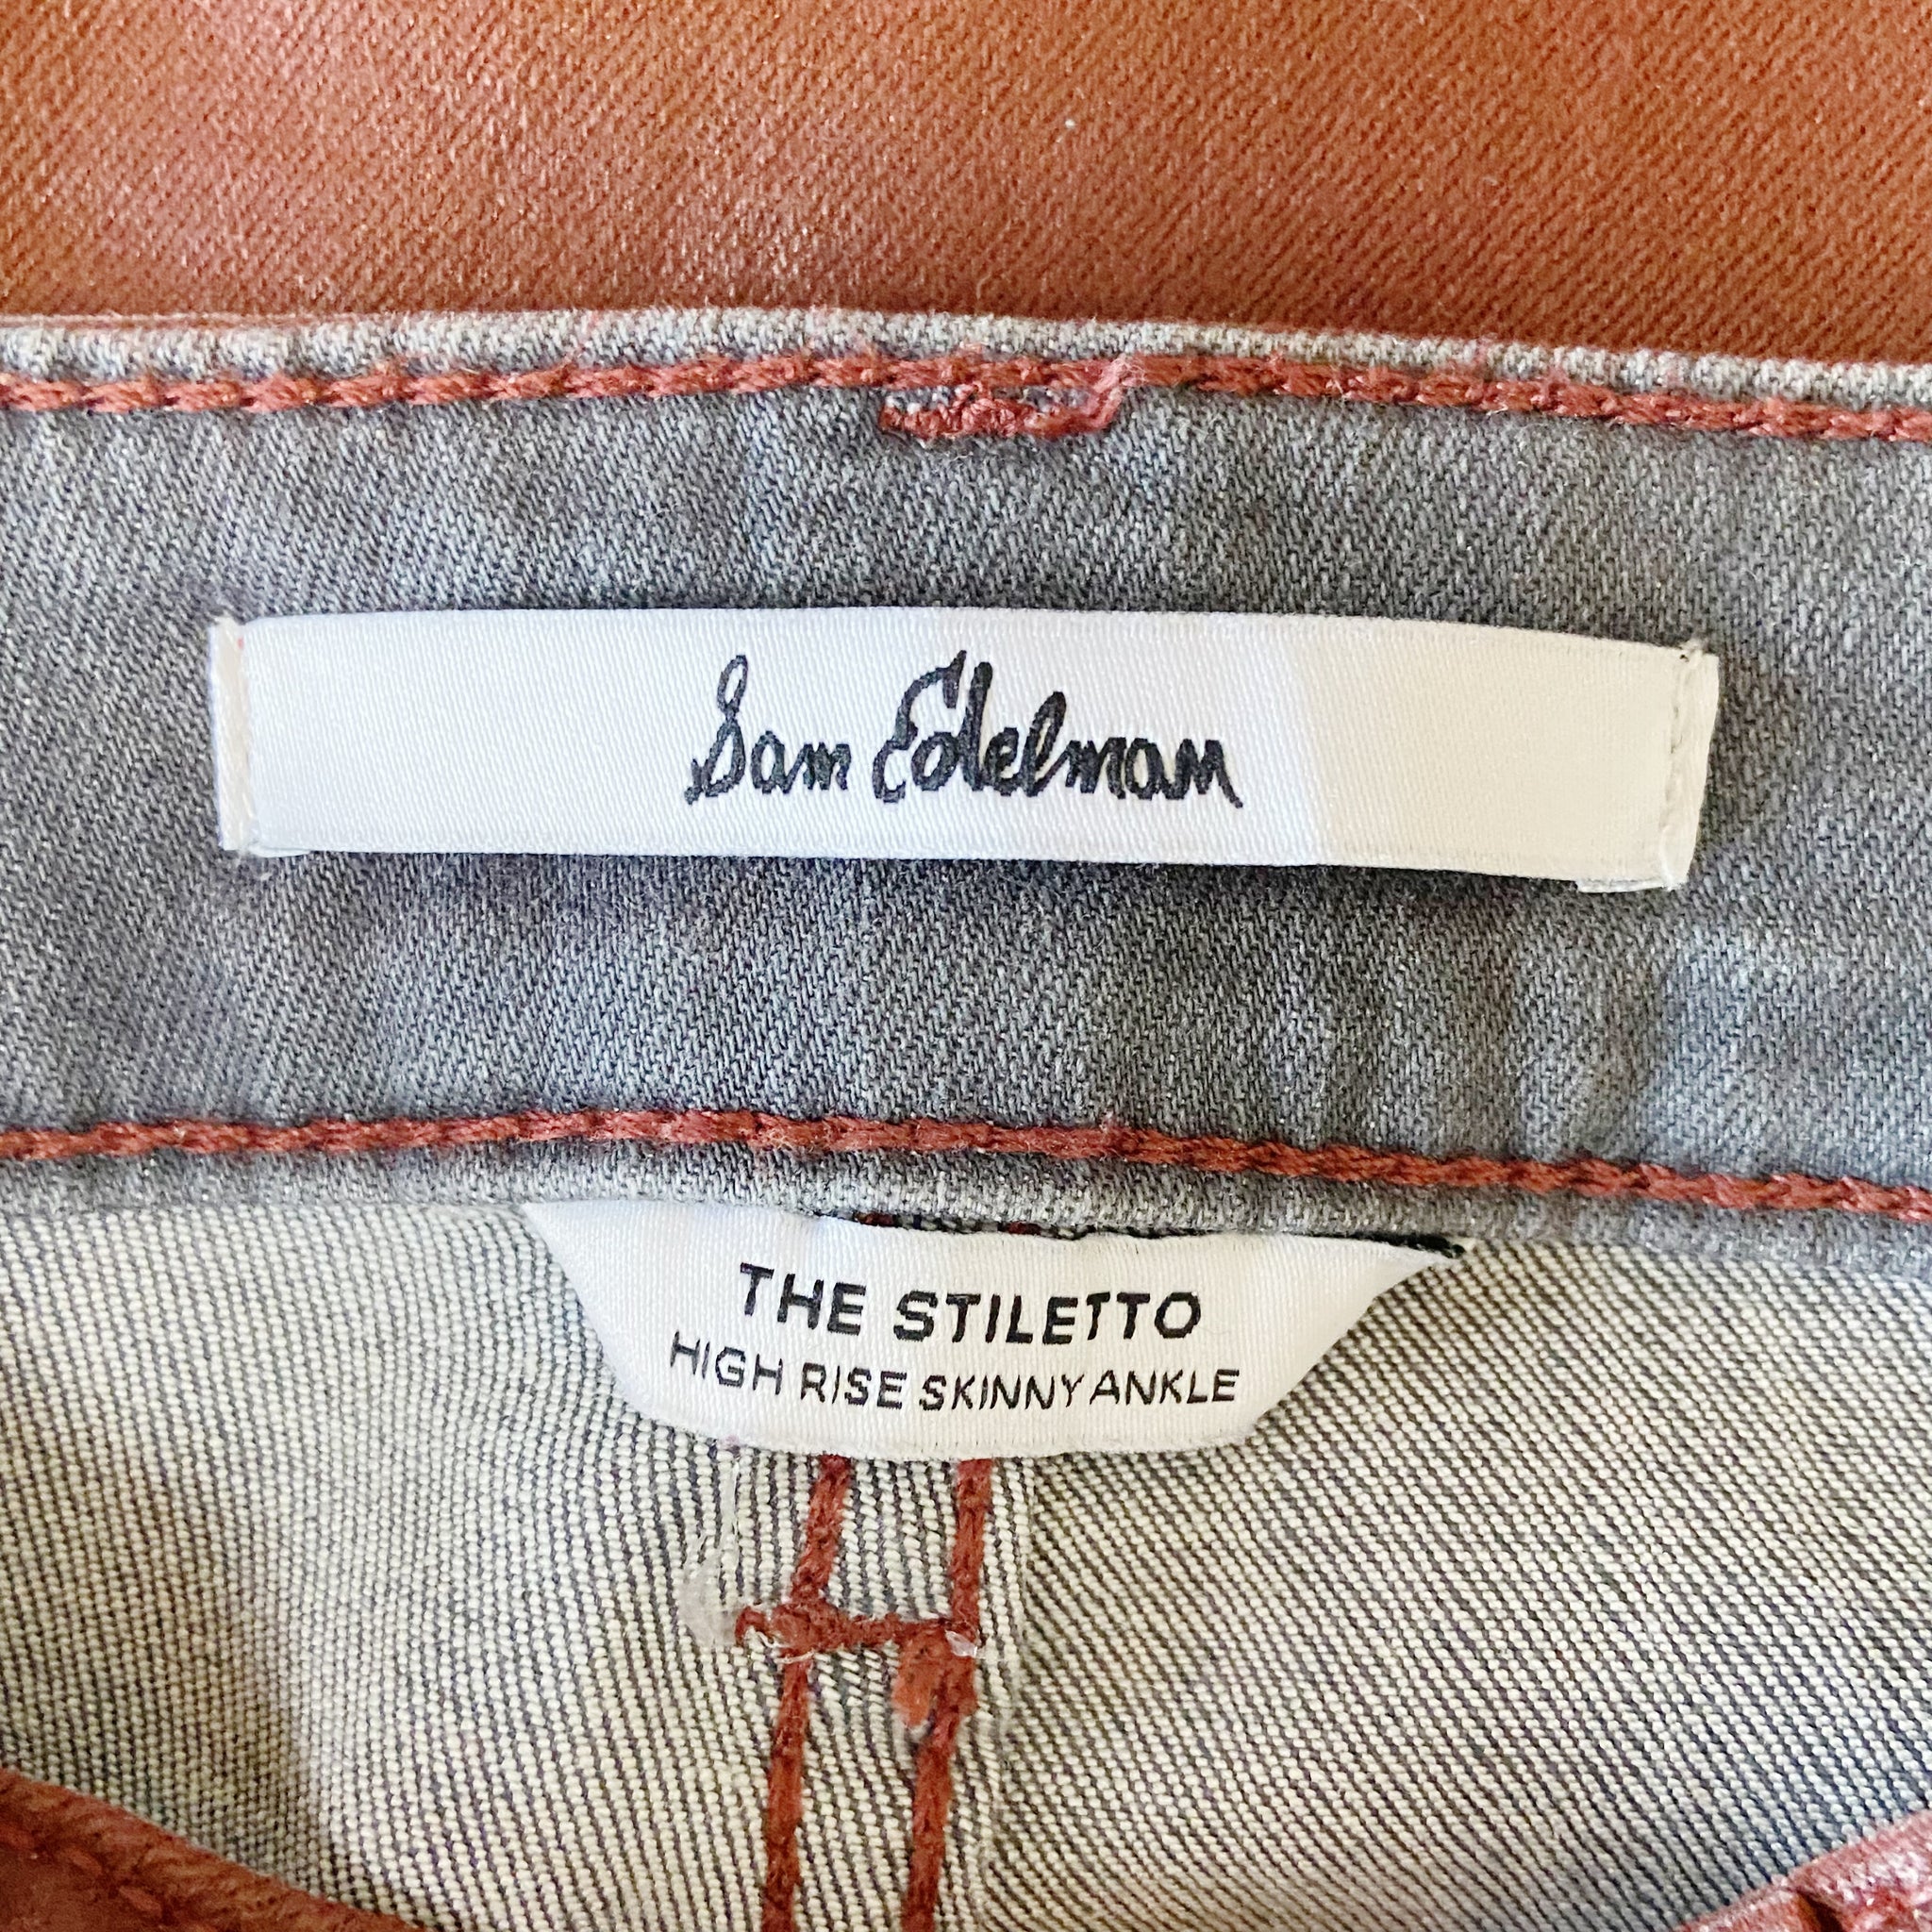 Sam Edelman
THE STILETTO
HIGH RISE SKINNY ANKLE